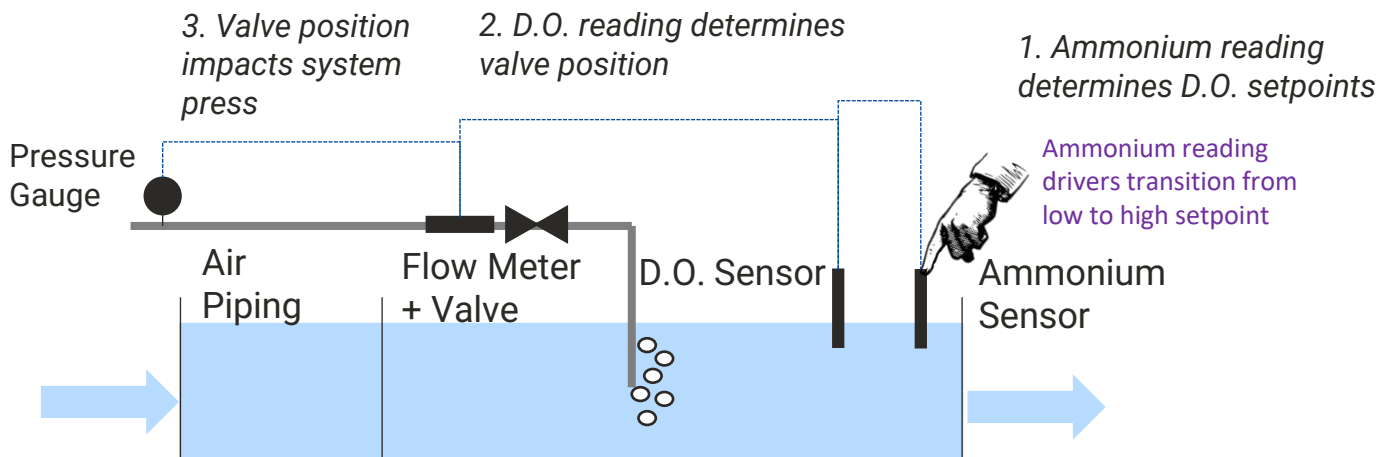 3. Valve position
impacts system
press
2. D.O. reading determines
valve position
1. Ammonium reading
determines D.O. setpoints
Ammonium reading
drivers transition from
low to high setpoint
Pressure
Gauge
Air
Piping
Flow Meter
+ Valve
D.O. Sensor
Ammonium
Sensor